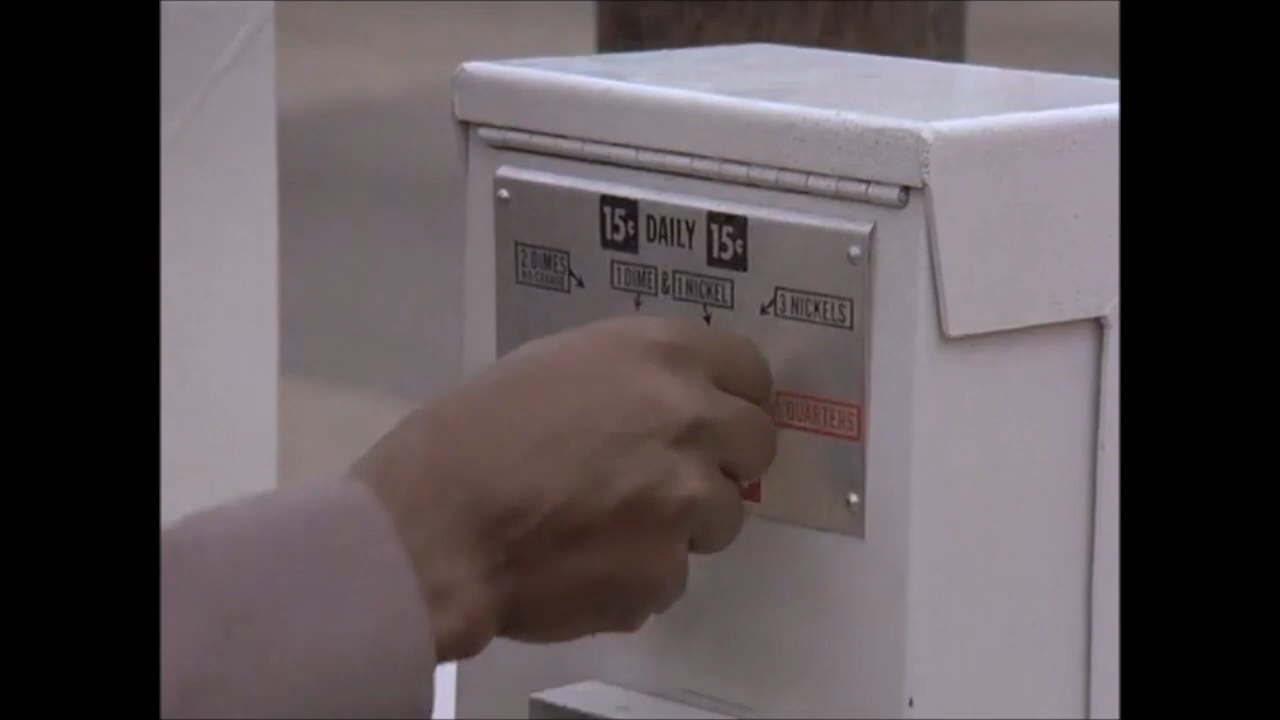 15¢ DAILY 15¢
2 DIMES
NO CHANGE
1 DIME & 1 NICKEL
3 NICKELS
QUARTERS